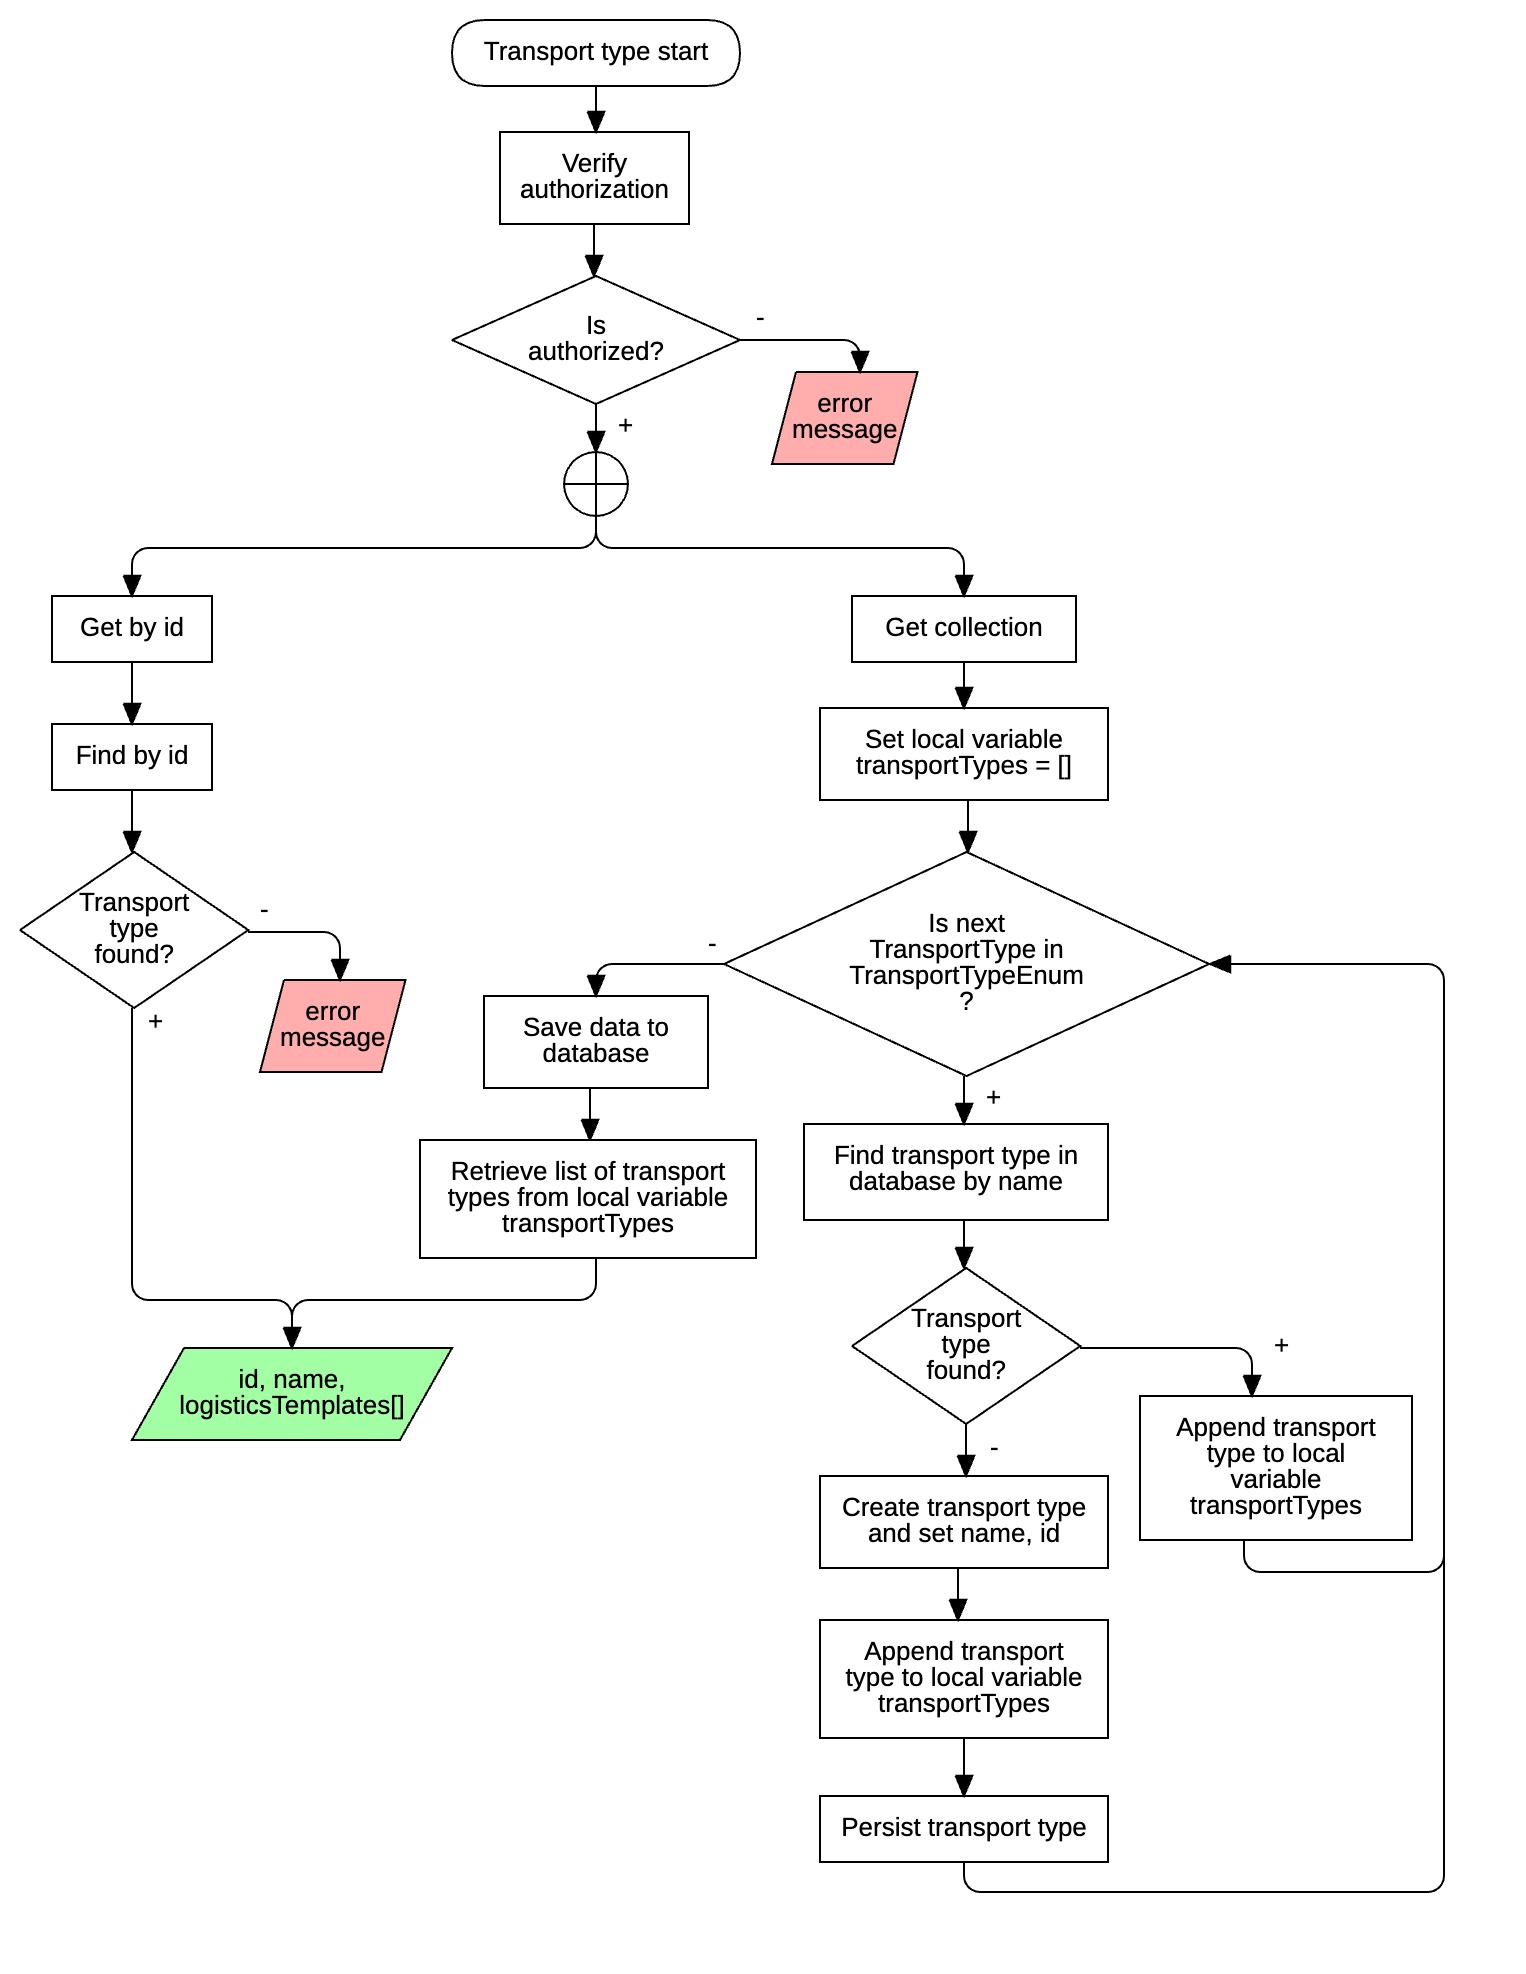 Transport type start
Verify
authorization
Is
authorized?
-
error
message
+
Get by id
Find by id
Transport
type
found?
-
error
message
+
Get collection
Set local variable
transportTypes = []
Is next
TransportType in
TransportTypeEnum
?
-
Save data to
database
Retrieve list of transport
types from local variable
transportTypes
id, name,
logisticsTemplates[]
+
Find transport type in
database by name
Transport
type
found?
+
Append transport
type to local
variable
transportTypes
-
Create transport type
and set name, id
Append transport
type to local variable
transportTypes
Persist transport type